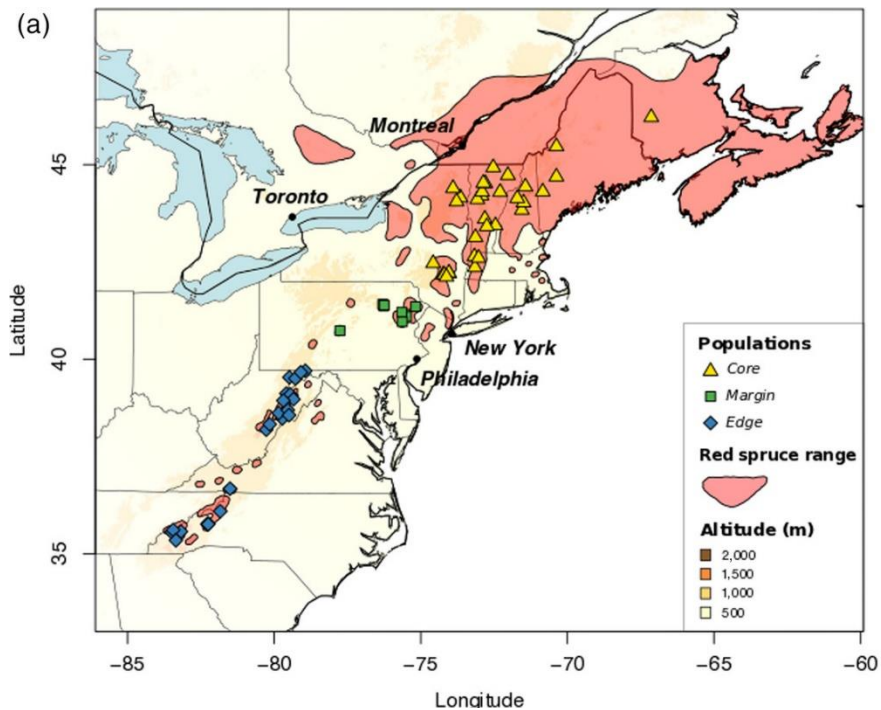 (a)
Montreal
Toronto
New York
Philadelphia
45
40
35
Latitude
−85
−80
−75
−70
−65
−60
Longitude
Populations
Core
Margin
Edge
Red spruce range
Altitude (m)
2,000
1,500
1,000
500